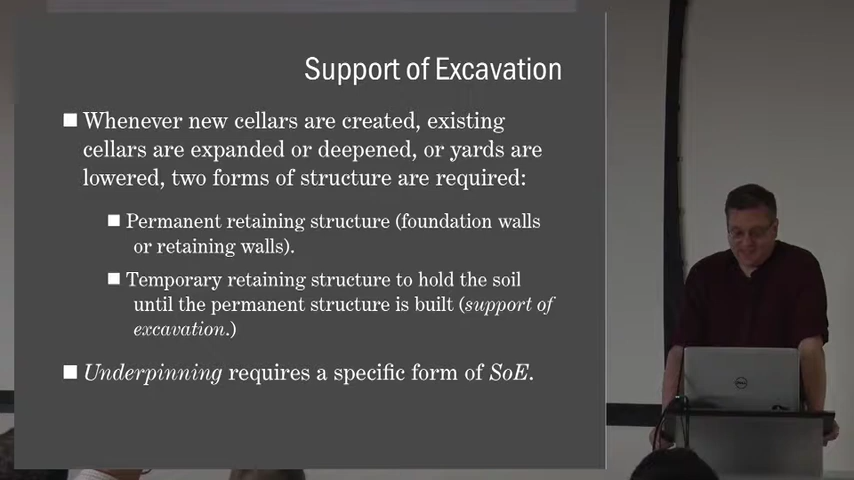 Support of Excavation
Whenever new cellars are created, existing
cellars are expanded or deepened, or yards are
lowered, two forms of structure are required:
Permanent retaining structure (foundation walls
or retaining walls).
Temporary retaining structure to hold the soil
until the permanent structure is built (support of
excavation.)
Underpinning requires a specific form of SoE.
DELL